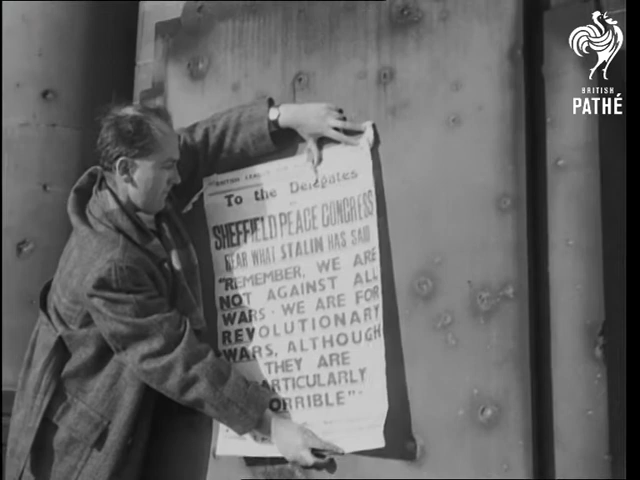 BRITISH
PATHÉ
BRITISH
To the Delegates
SHEFFIELD PEACE CONGRESS
HEAR WHAT STALIN HAS SAID
"REMEMBER, WE ARE
NOT AGAINST ALL
WARS - WE ARE FOR
REVOLUTIONARY
WARS, ALTHOUGH
THEY ARE
PARTICULARLY
HORRIBLE"